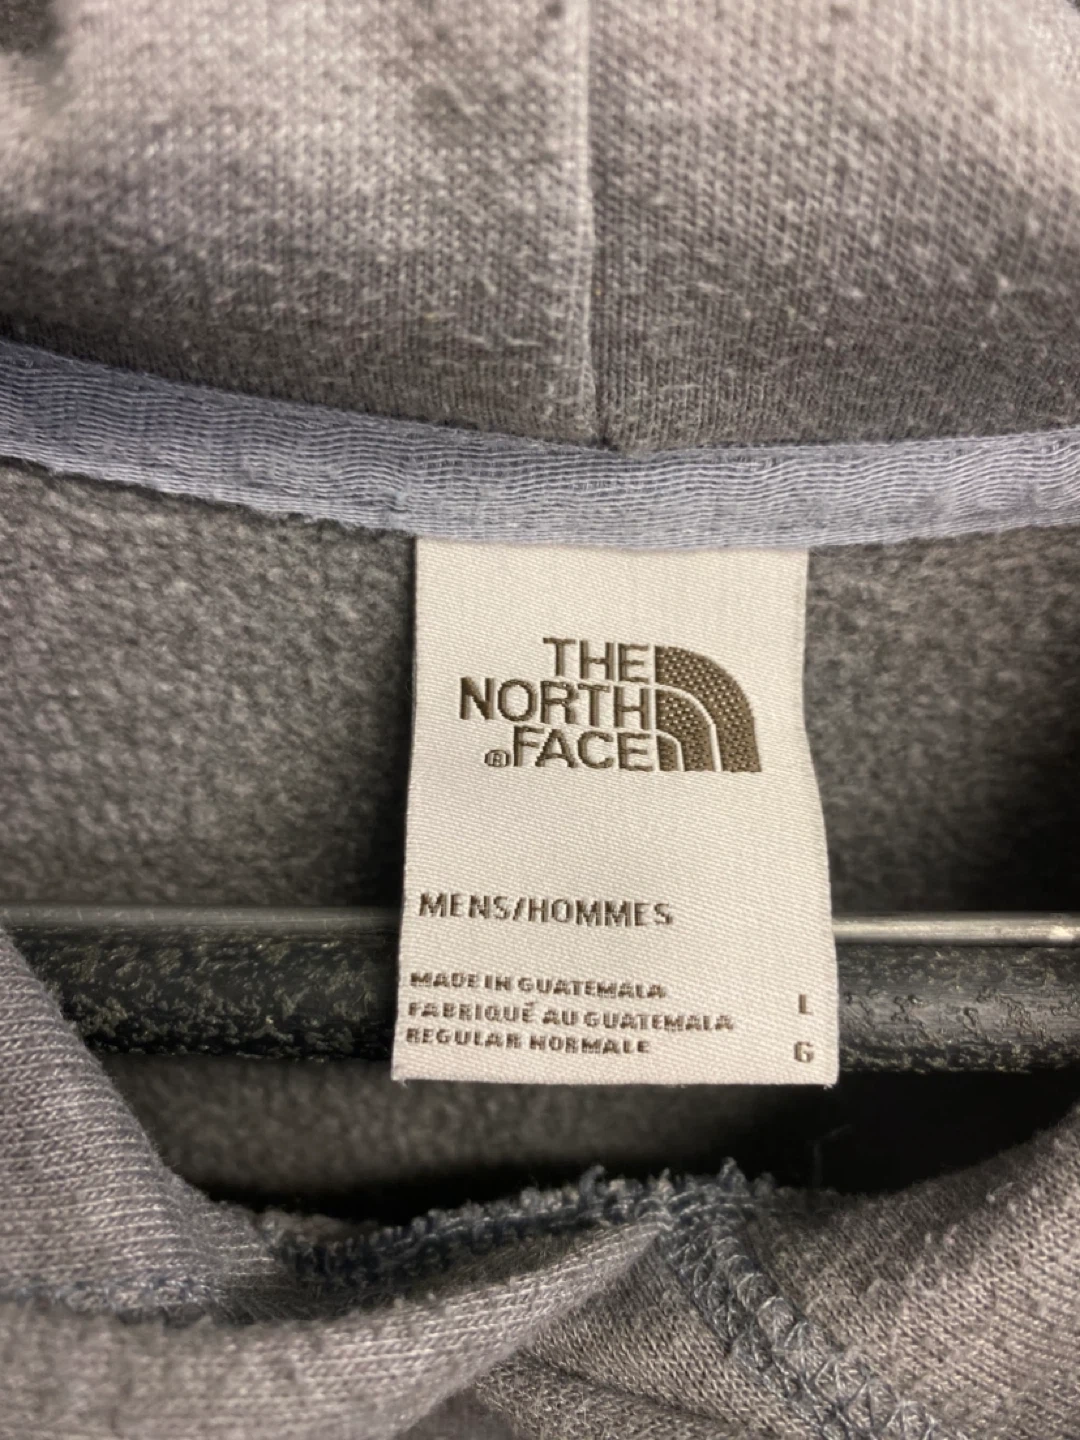 THE
NORTH
®FACE
MENS/HOMMES
MADE IN GUATEMALA
FABRIQUÉ AU GUATEMALA
REGULAR NORMALE
L
G